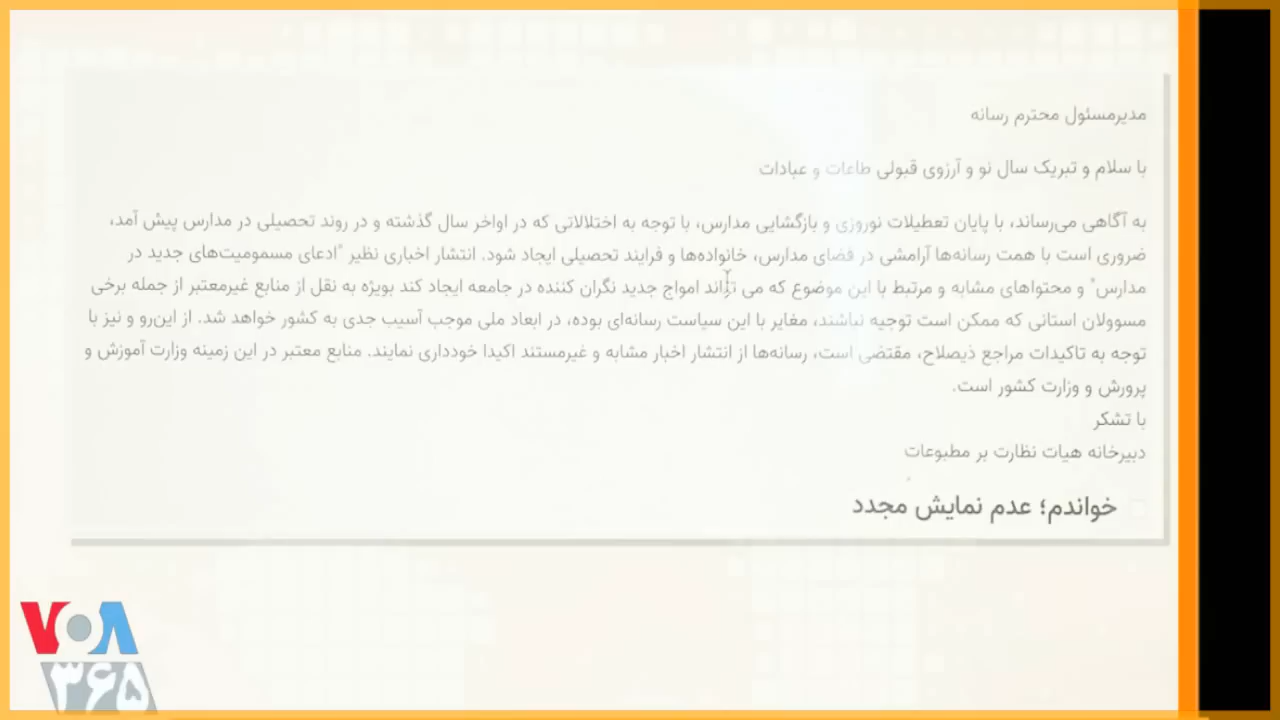 مدیرمسئول محترم رسانه
با سلام و تبریک سال نو و آرزوی قبولی طاعات و عبادات
به آگاهی می‌رساند، با پایان تعطیلات نوروزی و بازگشایی مدارس، با توجه به اختلالاتی که در اواخر سال گذشته و در روند تحصیلی در مدارس پیش آمد،
ضروری است با همت رسانه‌ها آرامشی در فضای مدارس، خانواده‌ها و فرایند تحصیلی ایجاد شود. انتشار اخباری نظیر "ادعای مسمومیت‌های جدید در
مدارس" و محتواهای مشابه و مرتبط با این موضوع که می تواند امواج جدید نگران کننده در جامعه ایجاد کند بویژه به نقل از منابع غیرمعتبر از جمله برخی
مسوولان استانی که ممکن است توجیه نباشند، مغایر با این سیاست رسانه‌ای بوده، در ابعاد ملی موجب آسیب جدی به کشور خواهد شد. از این‌رو و نیز با
توجه به تاکیدات مراجع ذیصلاح، مقتضی است، رسانه‌ها از انتشار اخبار مشابه و غیرمستند اکیدا خودداری نمایند. منابع معتبر در این زمینه وزارت آموزش و
پرورش و وزارت کشور است.
با تشکر
دبیرخانه هیات نظارت بر مطبوعات
خواندم؛ عدم نمایش مجدد
VOA
۳۶۵